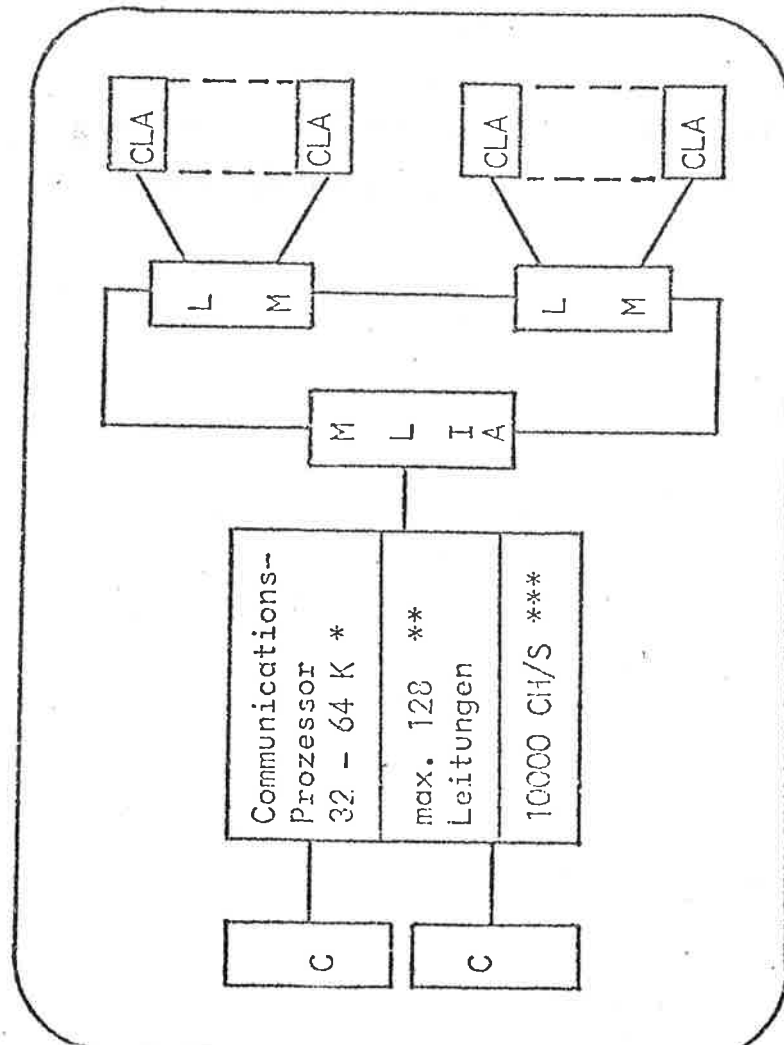 C
C
Communications-
Prozessor
32 - 64 K *
max. 128 **
Leitungen
10000 CH/S ***
M
L
I
A
L
M
L
M
CLA
CLA
CLA
CLA